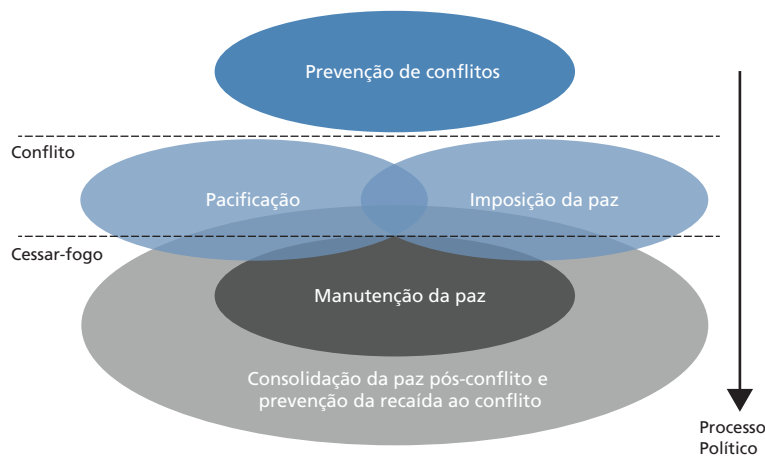 Prevenção de conflitos
Conflito
Pacificação
Imposição da paz
Cessar-fogo
Manutenção da paz
Consolidação da paz pós-conflito e
prevenção da recaída ao conflito
Processo
Político